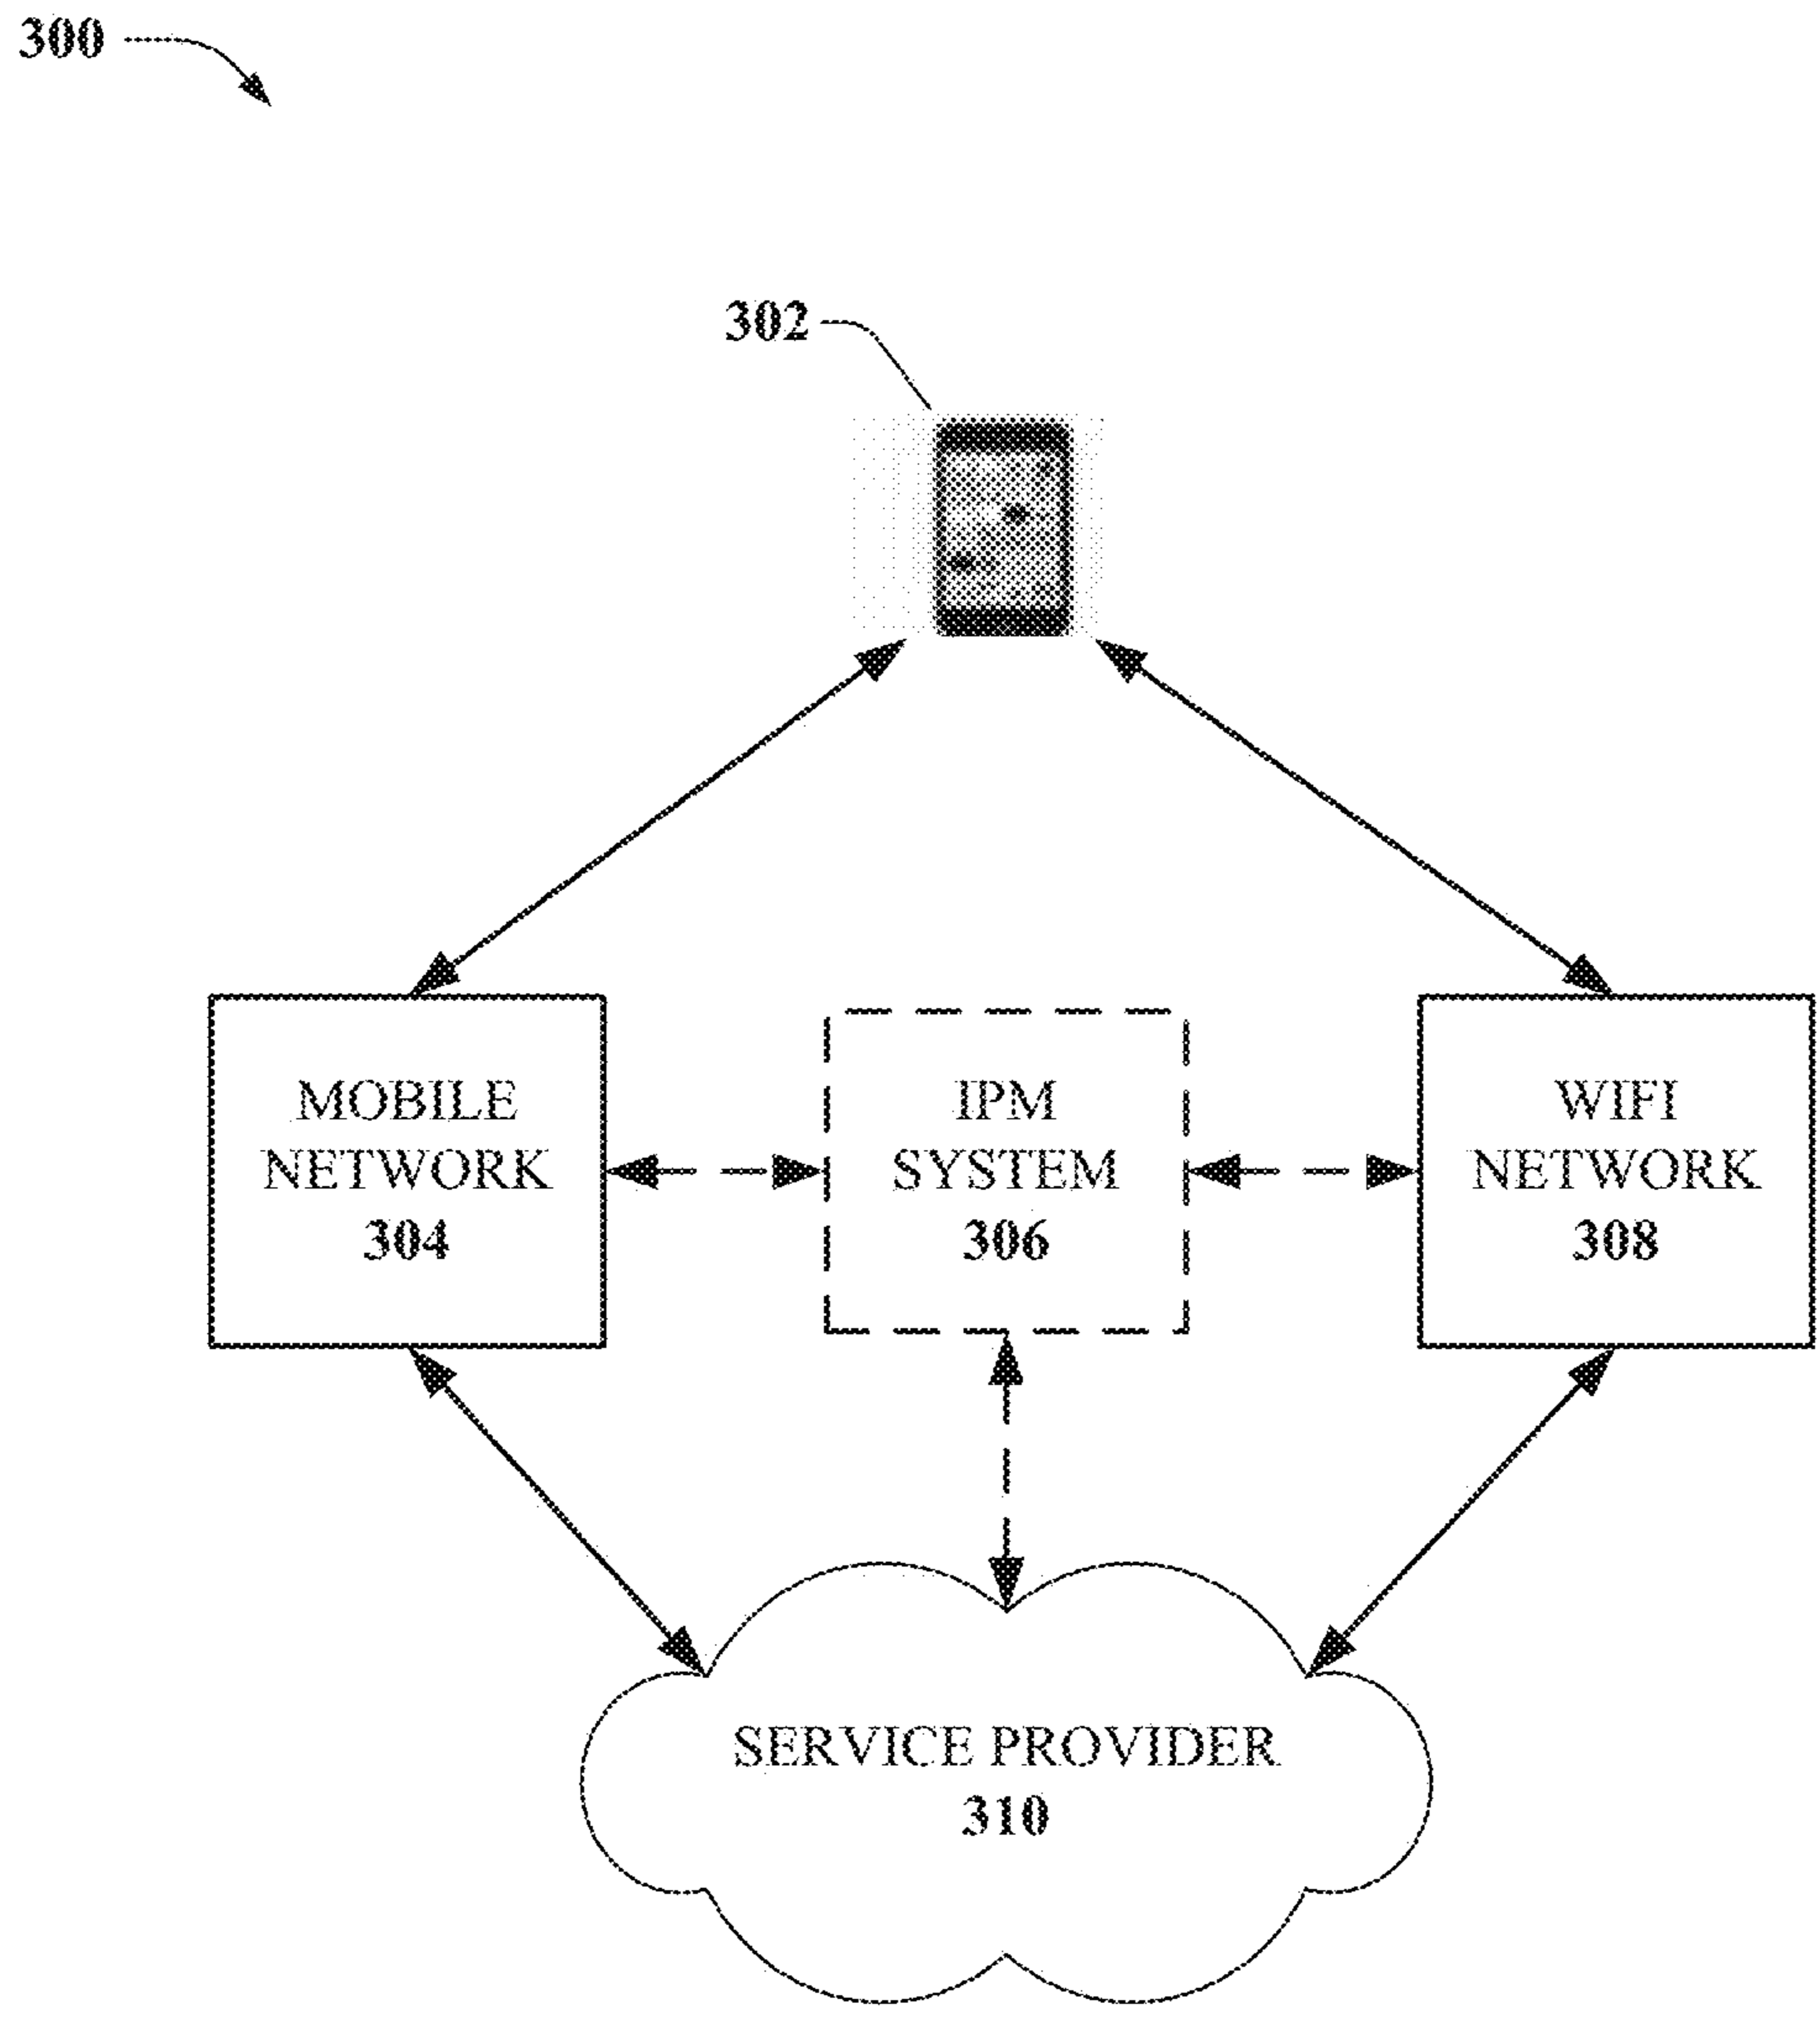 300
302
MOBILE
NETWORK
304
IPM
SYSTEM
306
WIFI
NETWORK
308
SERVICE PROVIDER
310